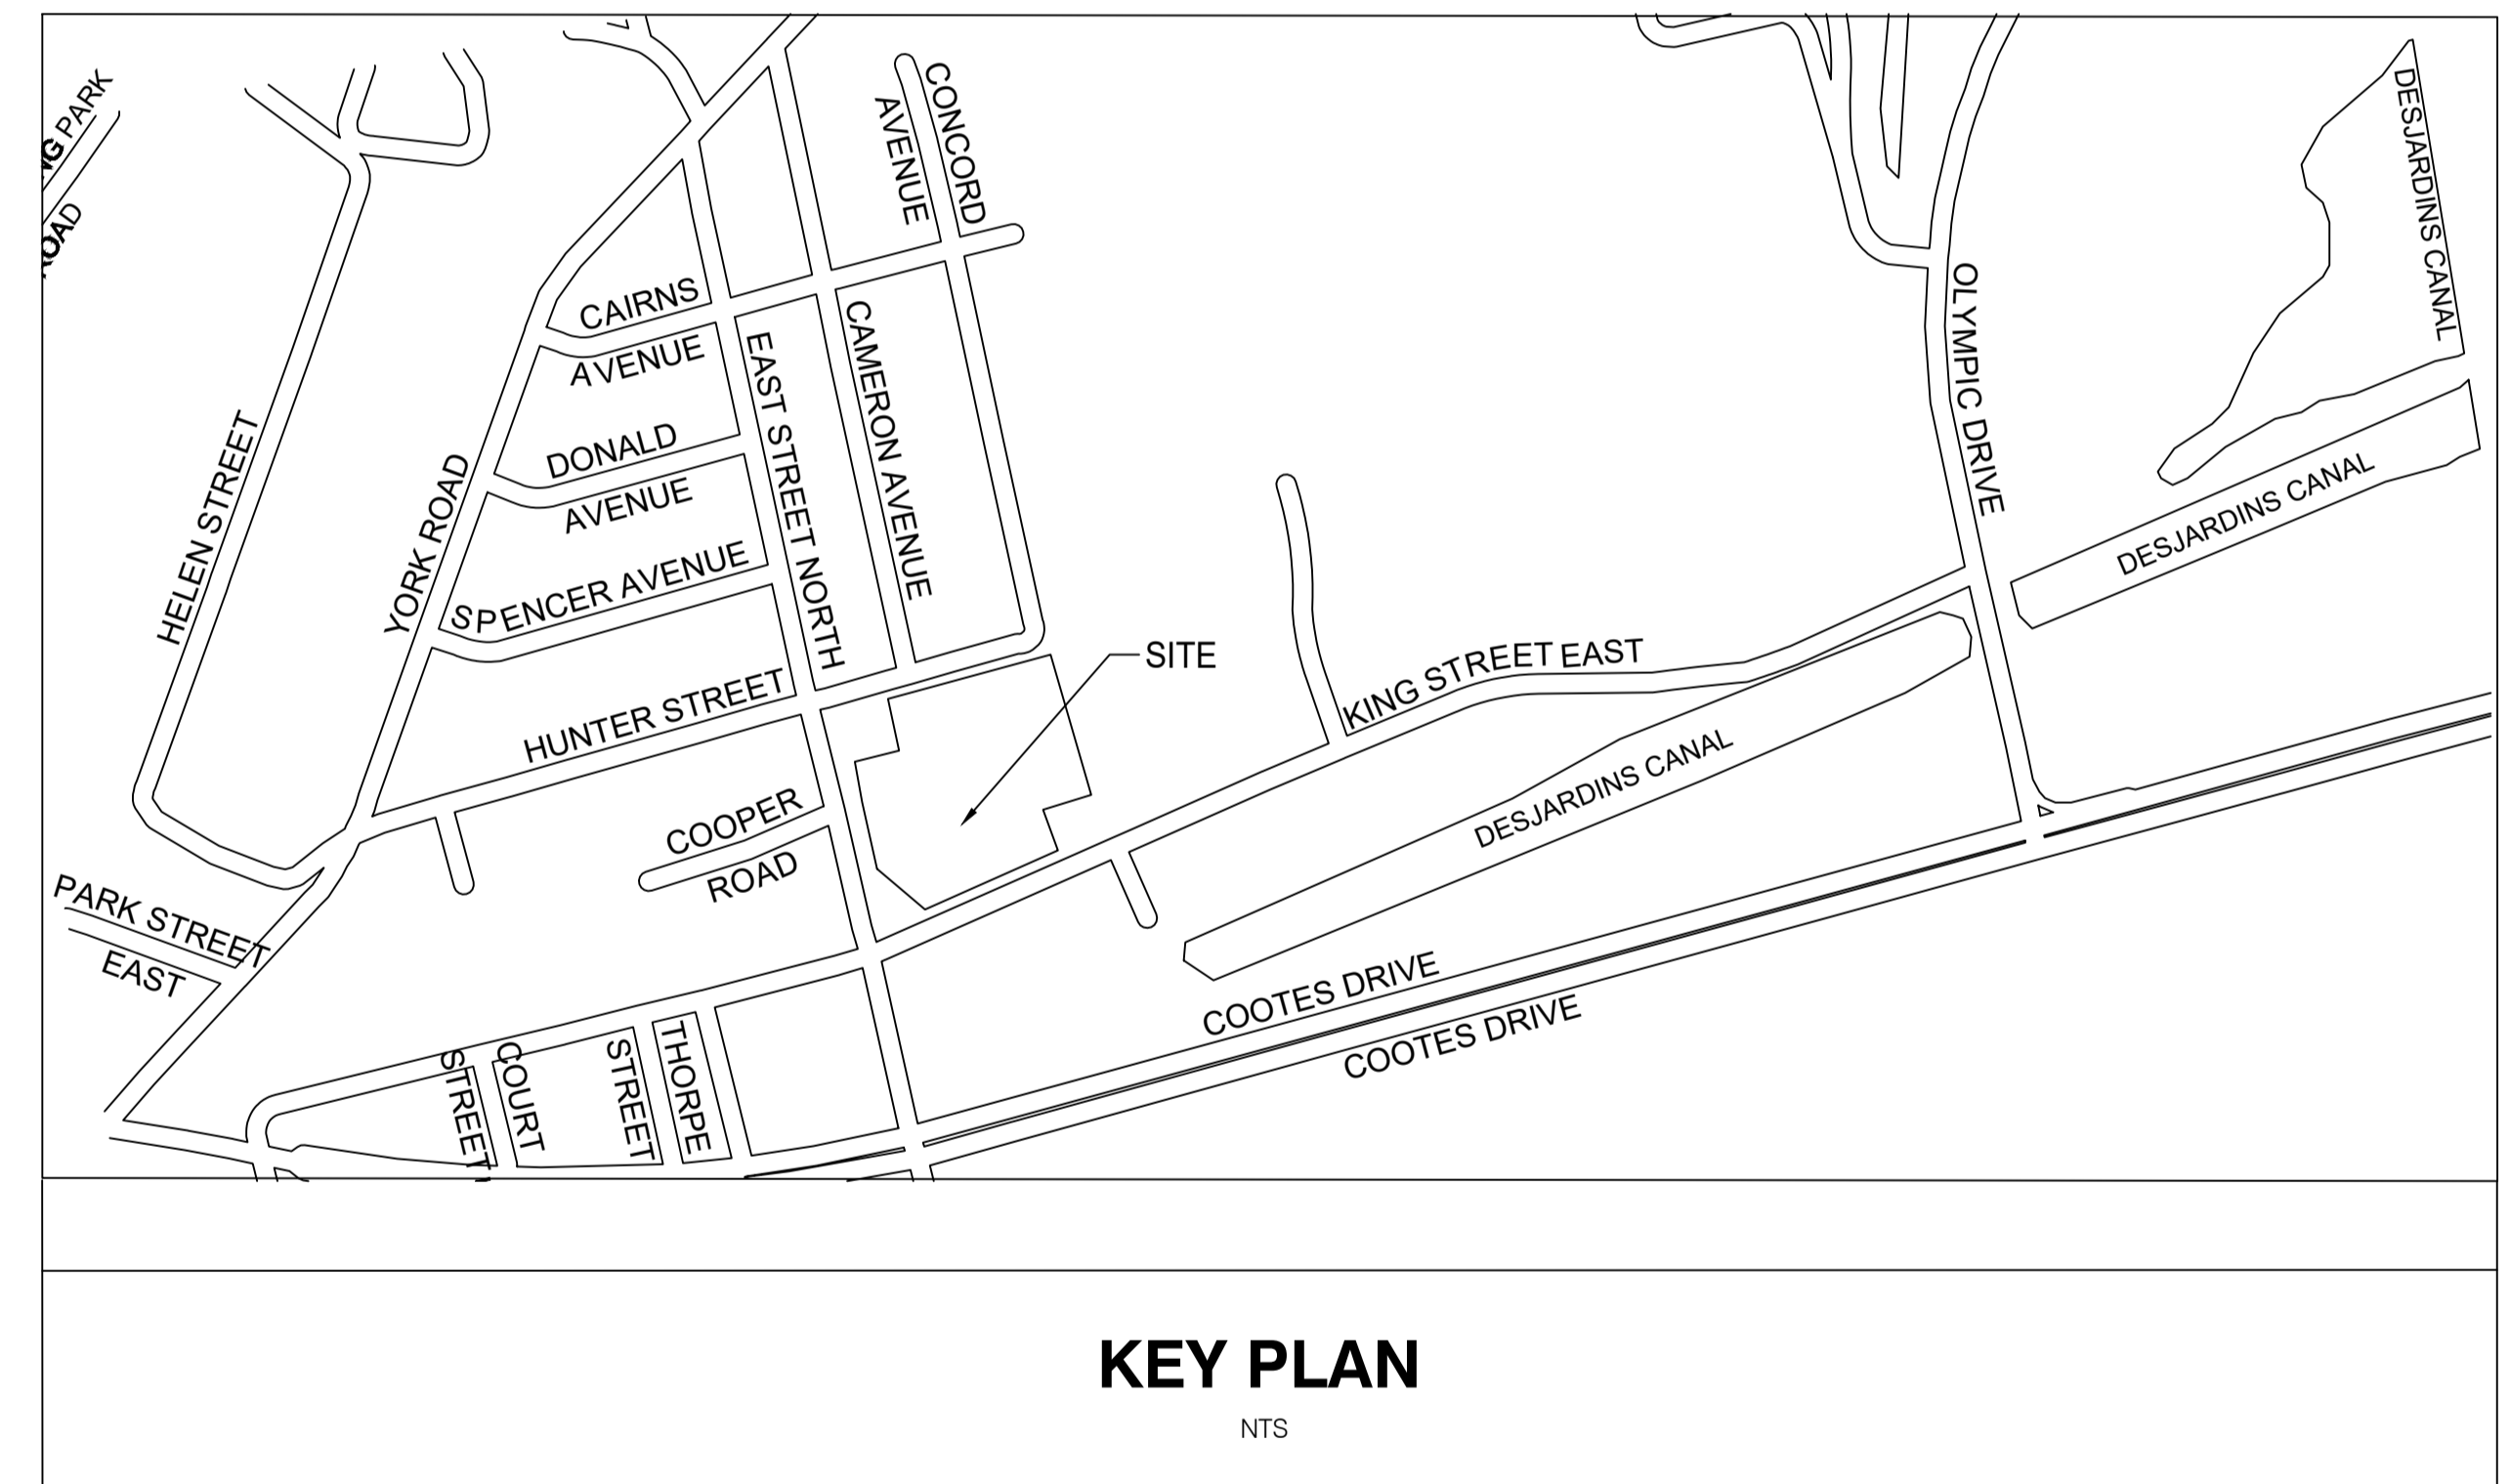 PARK
ROAD
CONCORD
AVENUE
DESJARDINS CANAL
CAIRNS
AVENUE
EAST STREET NORTH
CAMERON AVENUE
OLYMPIC DRIVE
HELEN STREET
YORK ROAD
DONALD
AVENUE
DESJARDINS CANAL
SPENCER AVENUE
SITE
KING STREET EAST
HUNTER STREET
DESJARDINS CANAL
COOPER
ROAD
PARK STREET
EAST
COOTES DRIVE
COOTES DRIVE
COURT
STREET
THORPE
STREET
KEY PLAN
NTS